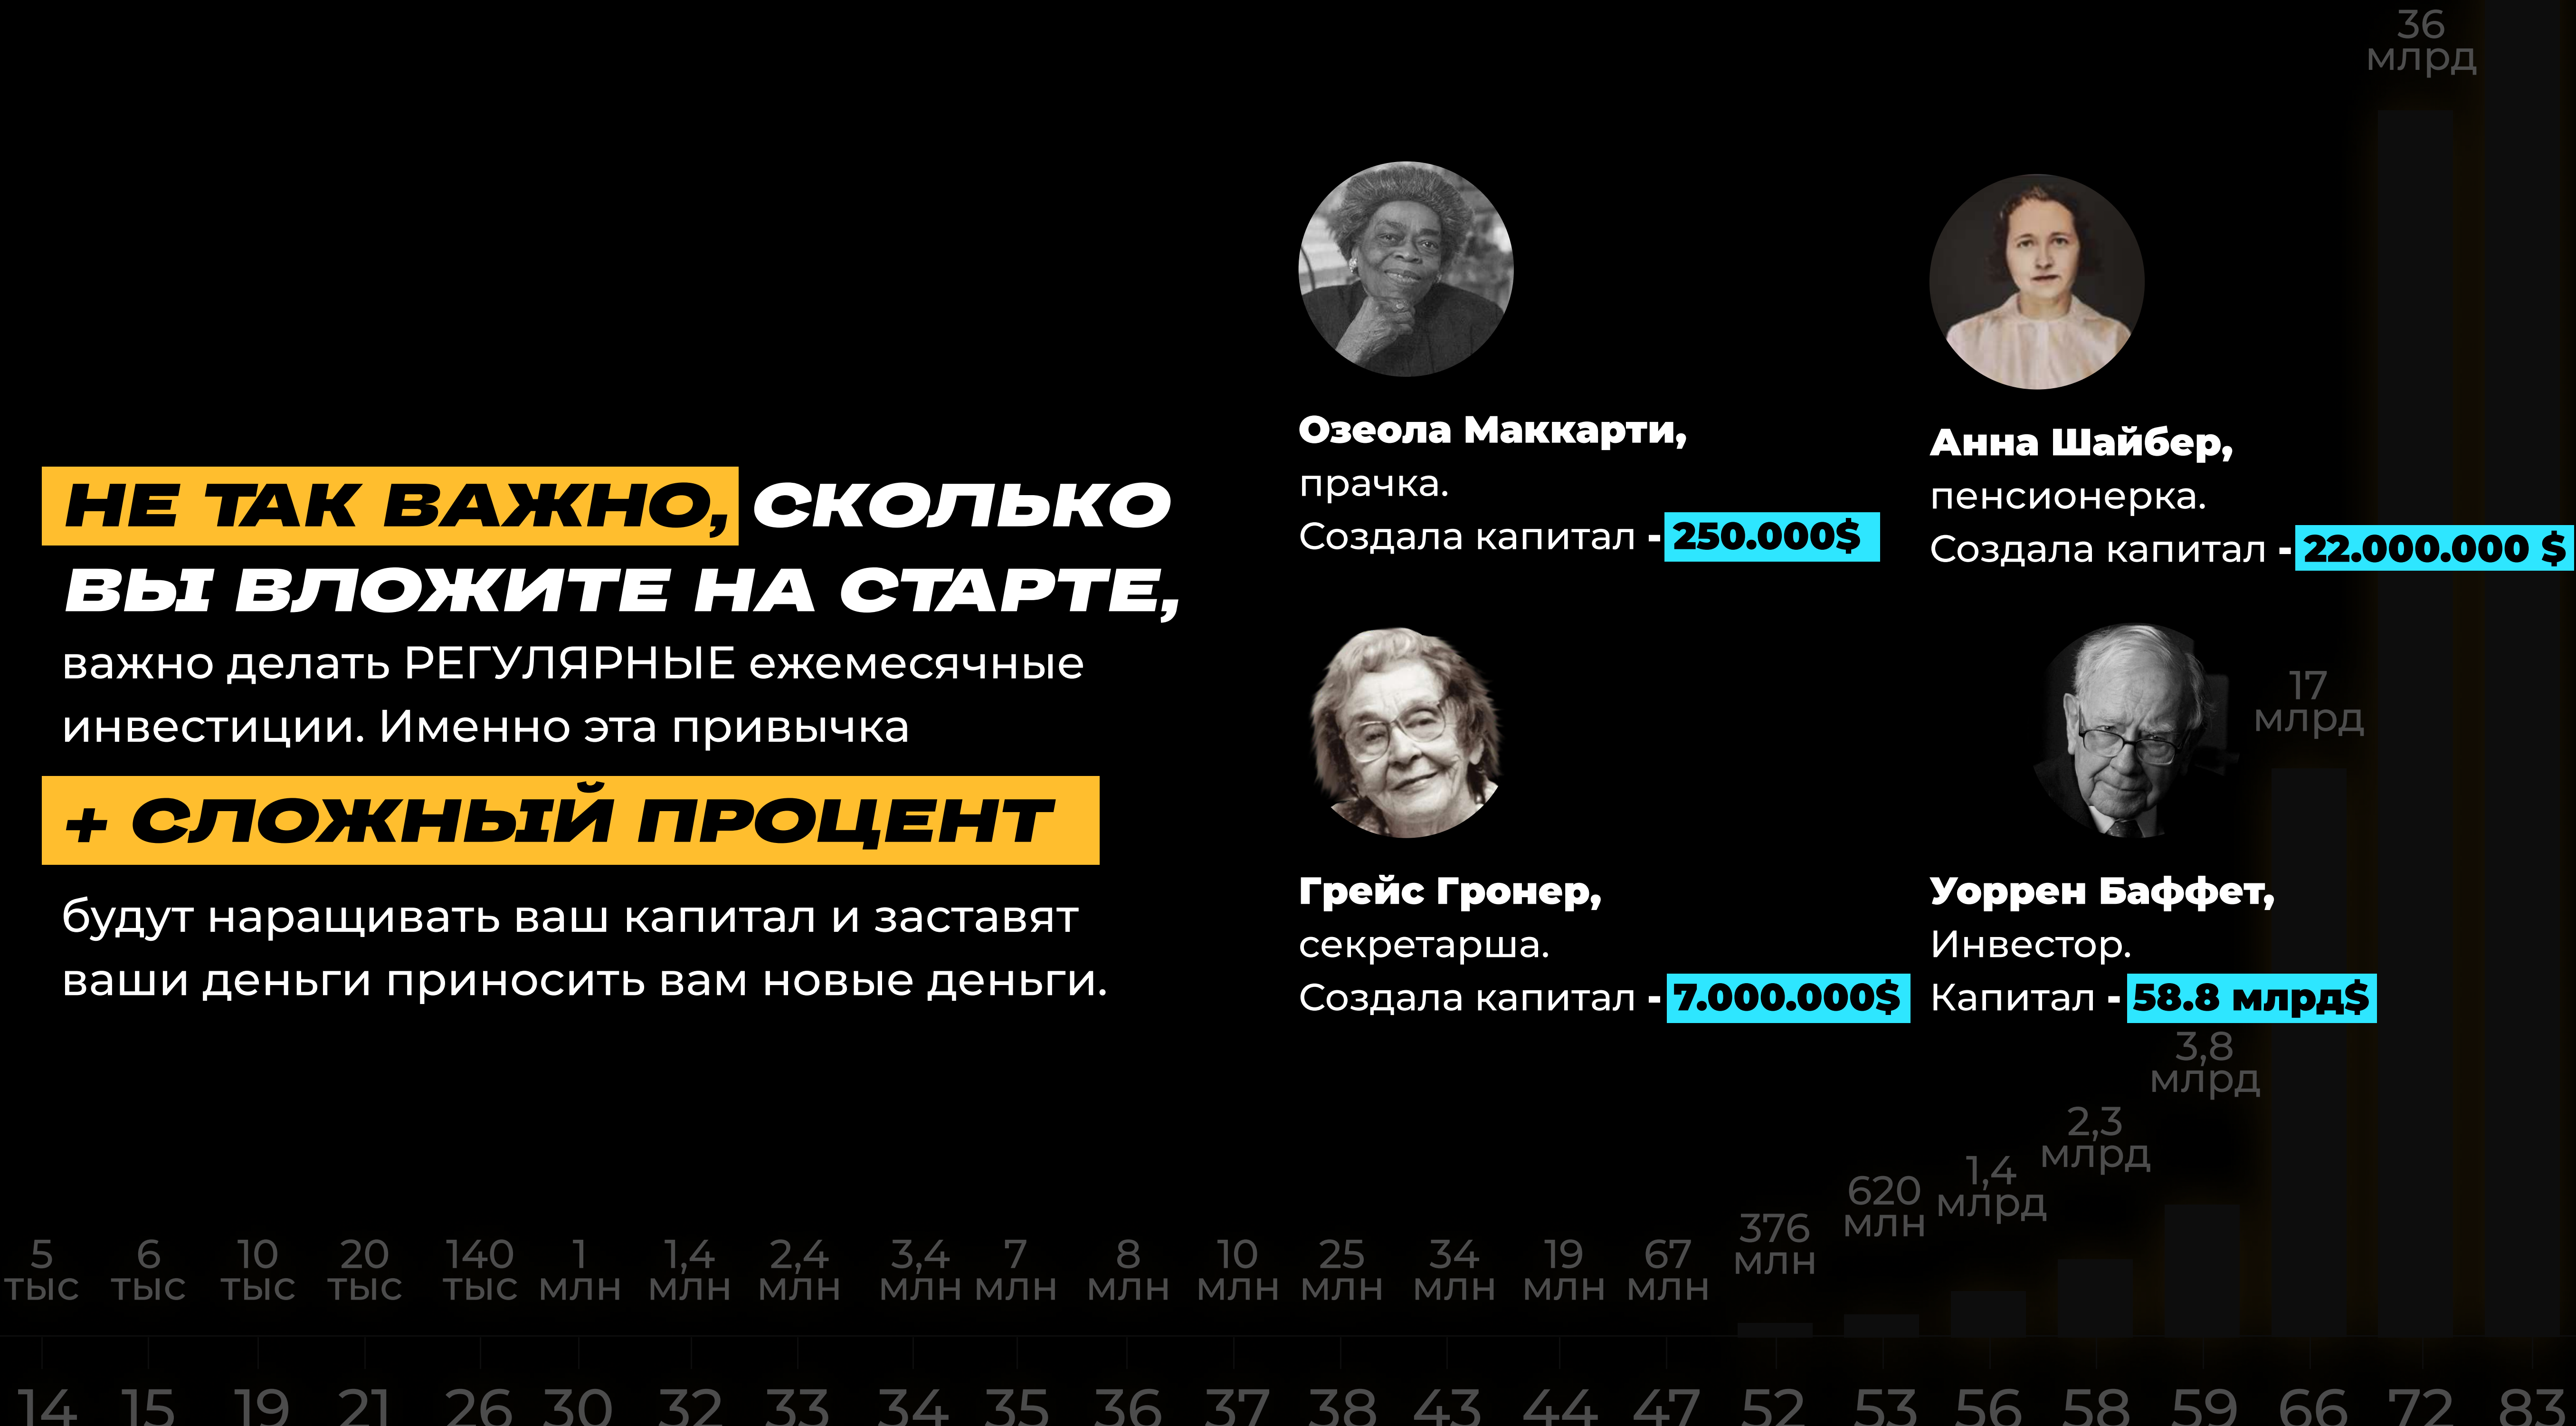 НЕ ТАК ВАЖНО, СКОЛЬКО
ВЫ ВЛОЖИТЕ НА СТАРТЕ,
важно делать РЕГУЛЯРНЫЕ ежемесячные
инвестиции. Именно эта привычка
+ СЛОЖНЫЙ ПРОЦЕНТ
будут наращивать ваш капитал и заставят
ваши деньги приносить вам новые деньги.
Озеола Маккарти,
прачка.
Создала капитал - 250.000$
Анна Шайбер,
пенсионерка.
Создала капитал - 22.000.000 $
Грейс Гронер,
секретарша.
Создала капитал - 7.000.000$
Уоррен Баффет,
Инвестор.
Капитал - 58.8 млрд$
5 тыс
6 тыс
10 тыс
20 тыс
140 тыс
1 млн
1,4 млн
2,4 млн
3,4 млн
7 млн
8 млн
10 млн
25 млн
34 млн
19 млн
67 млн
376 млн
620 млн
1,4 млрд
2,3 млрд
3,8 млрд
17 млрд
36 млрд
14 15 19 21 26 30 32 33 34 35 36 37 38 43 44 47 52 53 56 58 59 66 72 83